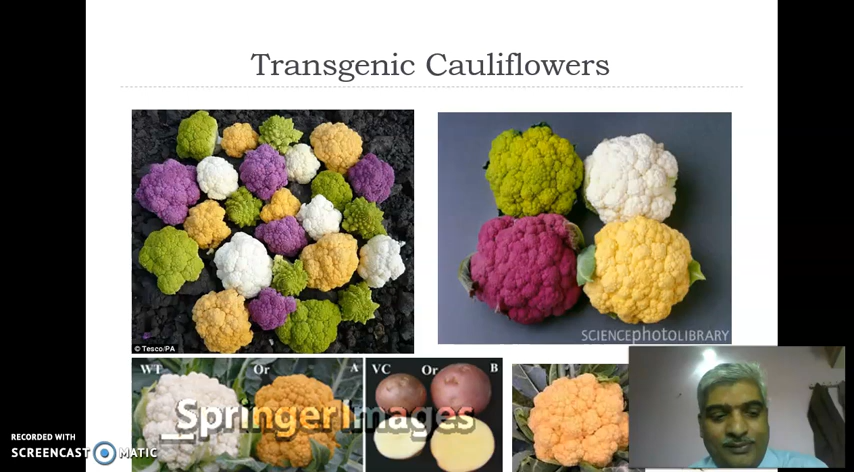 Transgenic Cauliflowers
© Tesco/PA
SCIENCEphotoLIBRARY
WT Or A
VC Or B
SpringerImages
RECORDED WITH
SCREENCAST MATIC